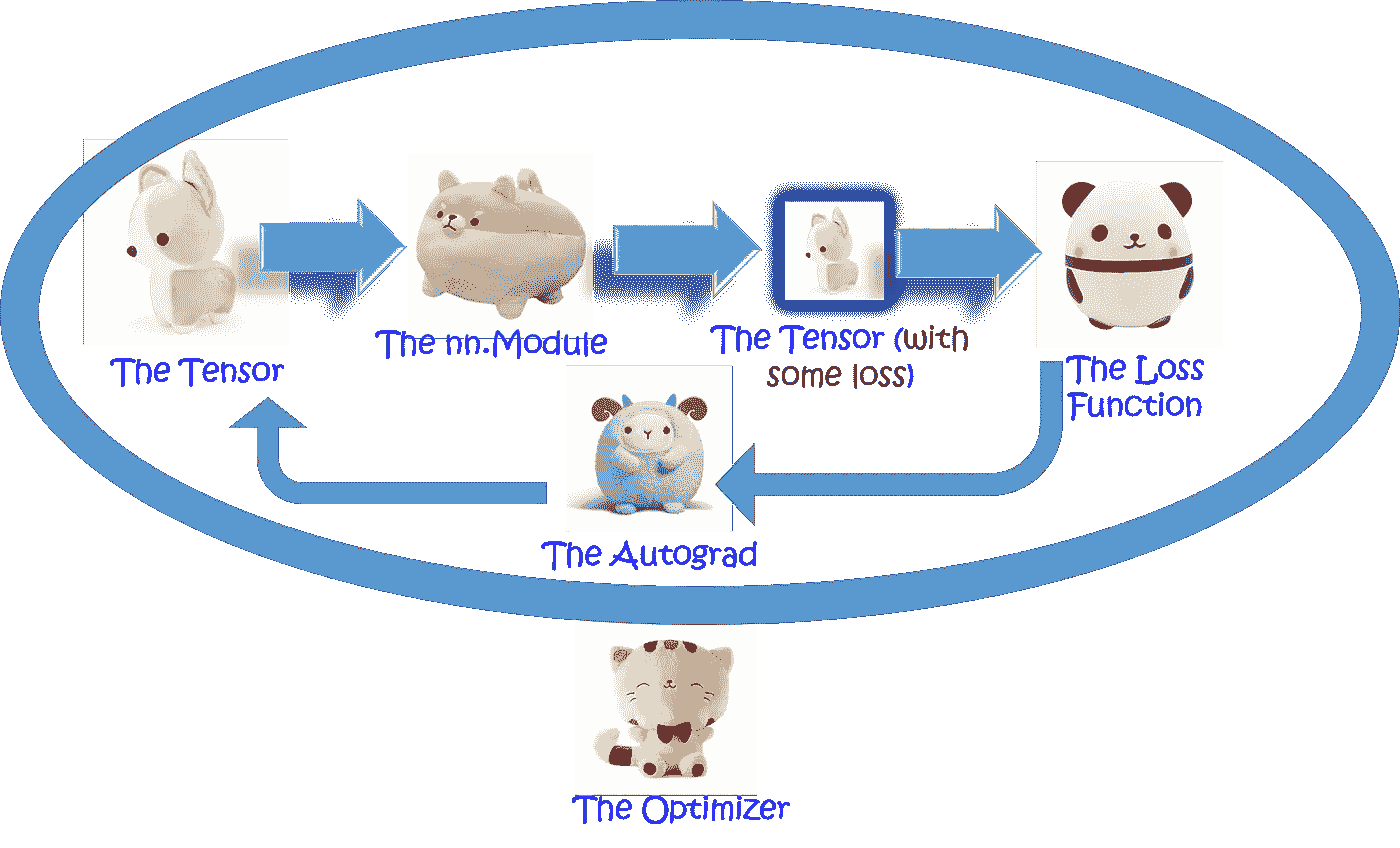 The Tensor
The nn.Module
The Tensor (with
some loss)
The Loss
Function
The Autograd
The Optimizer